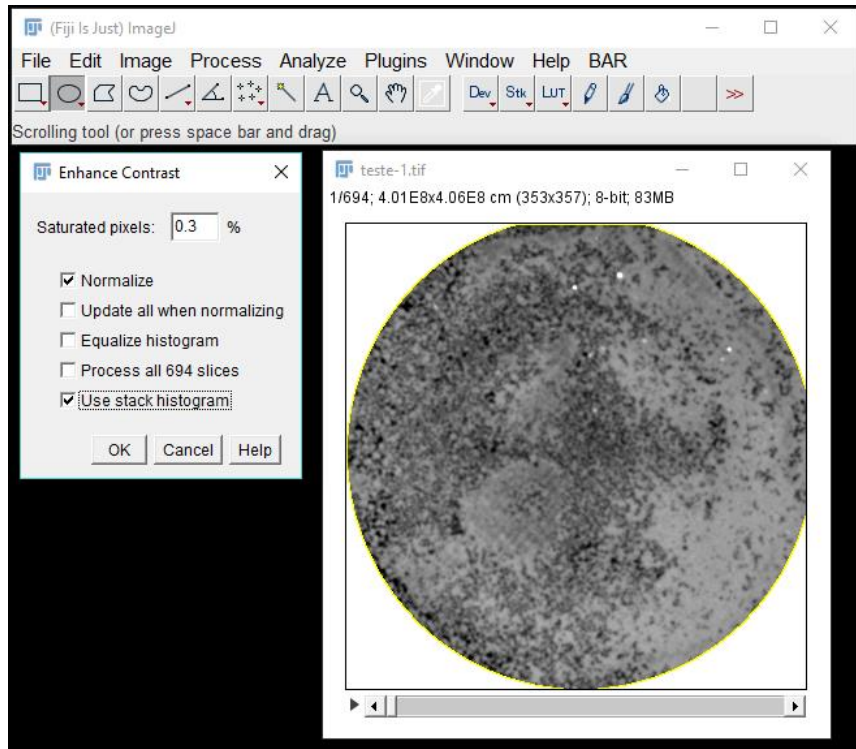 (Fiji Is Just) ImageJ
File Edit Image Process Analyze Plugins Window Help BAR
A Dev Stk LUT >>
Scrolling tool (or press space bar and drag)
Enhance Contrast
Saturated pixels: 0.3 %
Normalize
Update all when normalizing
Equalize histogram
Process all 694 slices
Use stack histogram
OK Cancel Help
teste-1.tif
1/694; 4.01E8x4.06E8 cm (353x357); 8-bit; 83MB